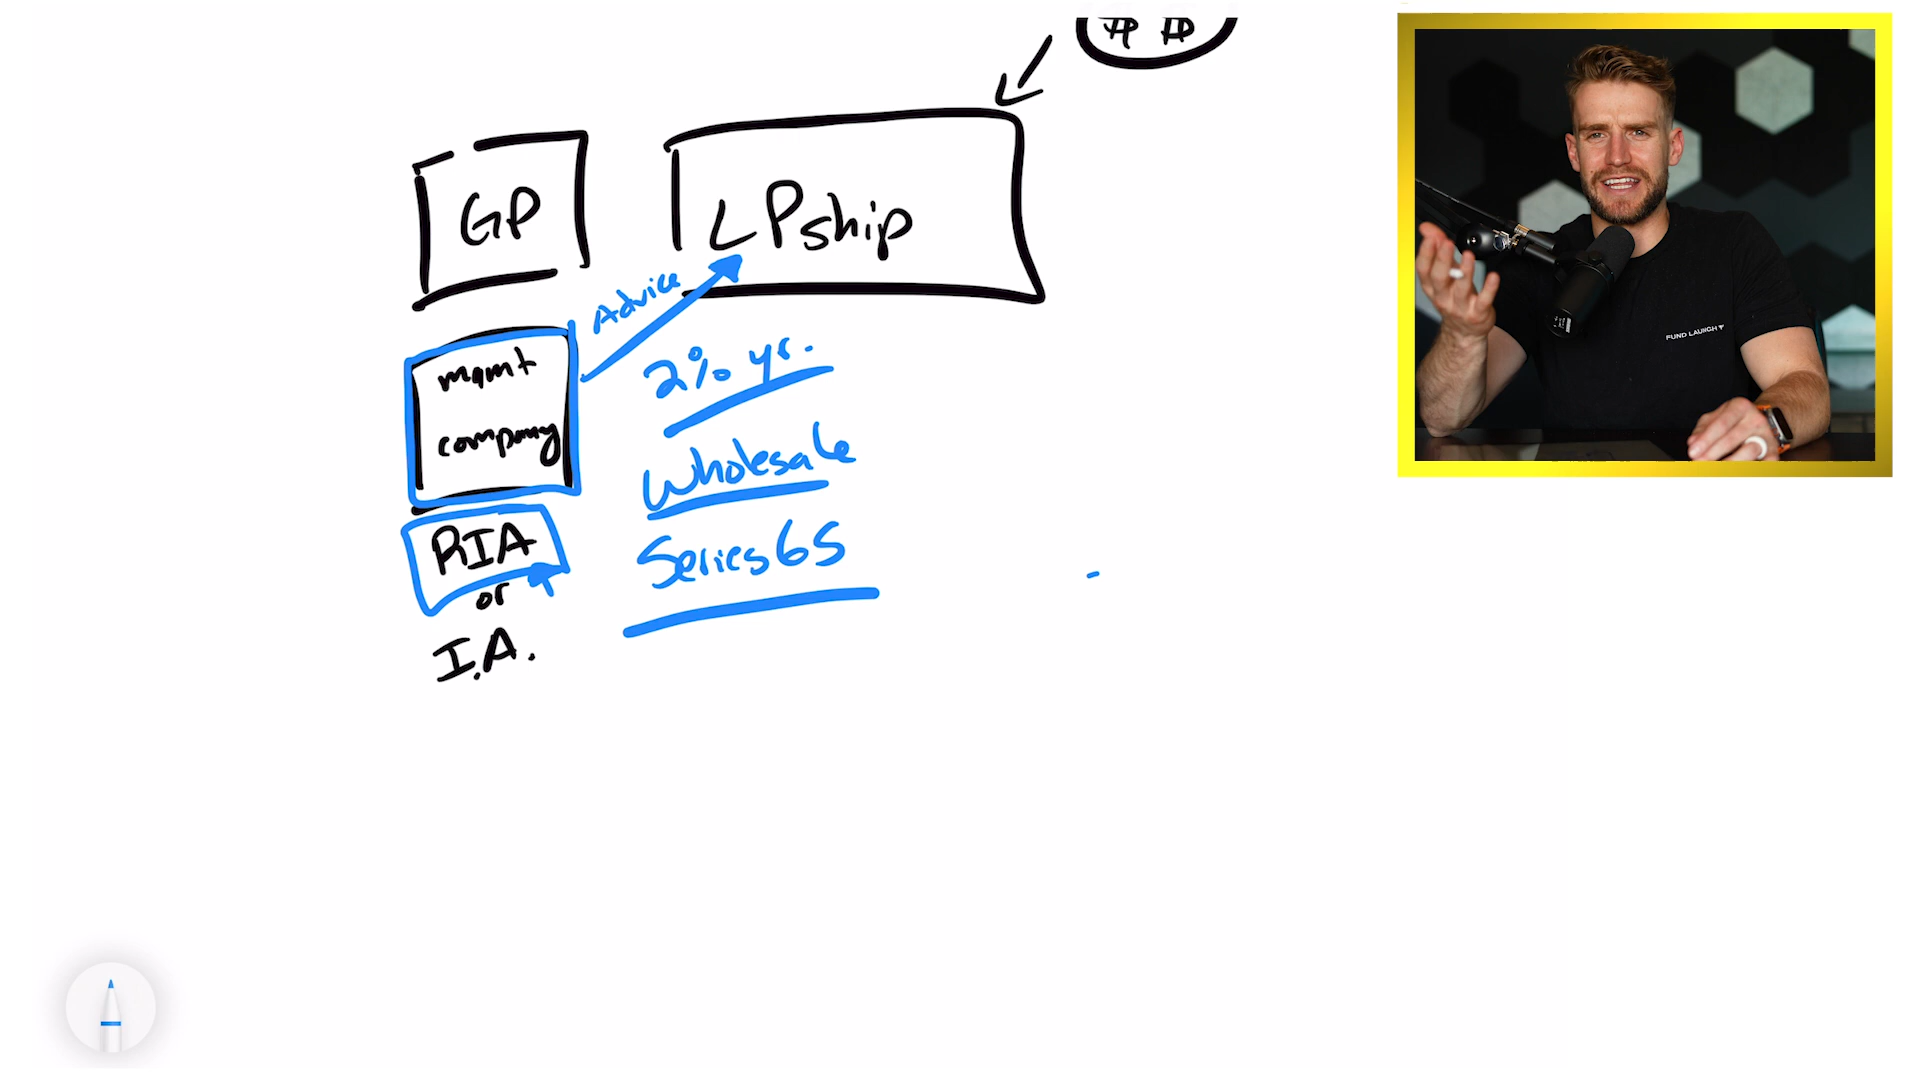 $ $
GP
LPship
Advice
mgmt
company
2% yr.
Wholesale
RIA
Series 65
or
I.A.
FUND LAUNCH